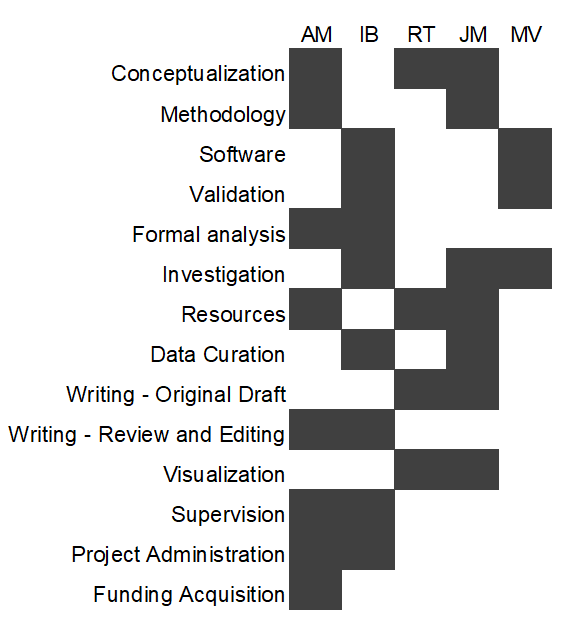 AM IB RT JM MV
Conceptualization
Methodology
Software
Validation
Formal analysis
Investigation
Resources
Data Curation
Writing - Original Draft
Writing - Review and Editing
Visualization
Supervision
Project Administration
Funding Acquisition